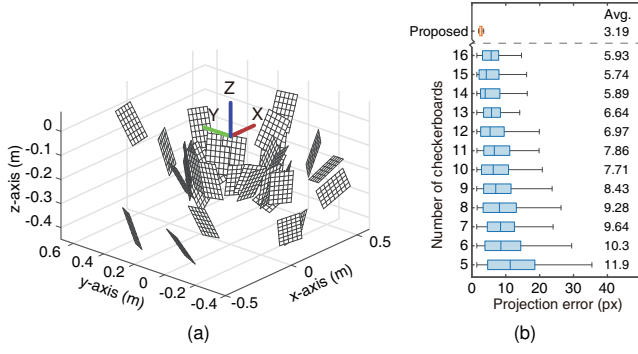 Z
Y
X
0
-0.1
-0.2
-0.3
-0.4
z-axis (m)
0.6
0.4
0.2
0
-0.2
-0.4
y-axis (m)
-0.5
0
0.5
x-axis (m)
(a)
Avg.
Proposed 3.19
16 5.93
15 5.74
14 5.89
13 6.64
12 6.97
11 7.86
10 7.71
9 8.43
8 9.28
7 9.64
6 10.3
5 11.9
Number of checkerboards
0 10 20 30 40
Projection error (px)
(b)